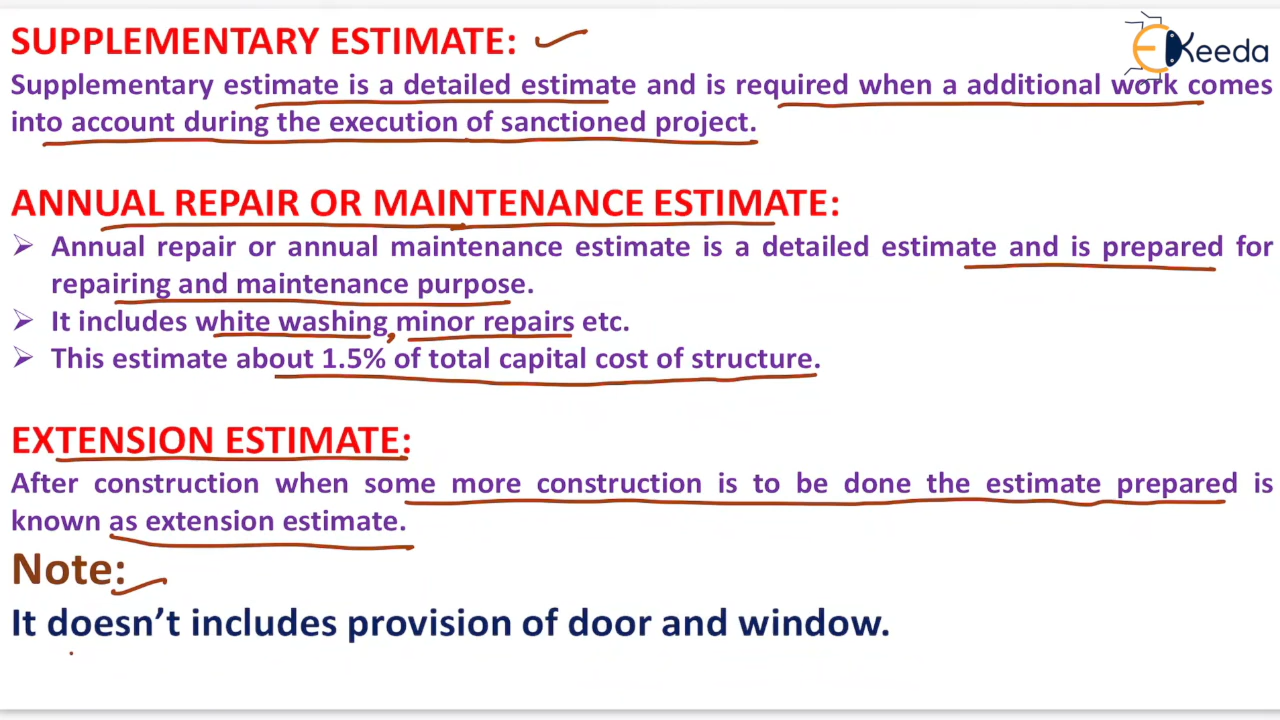 SUPPLEMENTARY ESTIMATE:
EKeeda
Supplementary estimate is a detailed estimate and is required when a additional work comes
into account during the execution of sanctioned project.
ANNUAL REPAIR OR MAINTENANCE ESTIMATE:
➢ Annual repair or annual maintenance estimate is a detailed estimate and is prepared for
repairing and maintenance purpose.
➢ It includes white washing, minor repairs etc.
➢ This estimate about 1.5% of total capital cost of structure.
EXTENSION ESTIMATE:
After construction when some more construction is to be done the estimate prepared is
known as extension estimate.
Note:
It doesn’t includes provision of door and window.